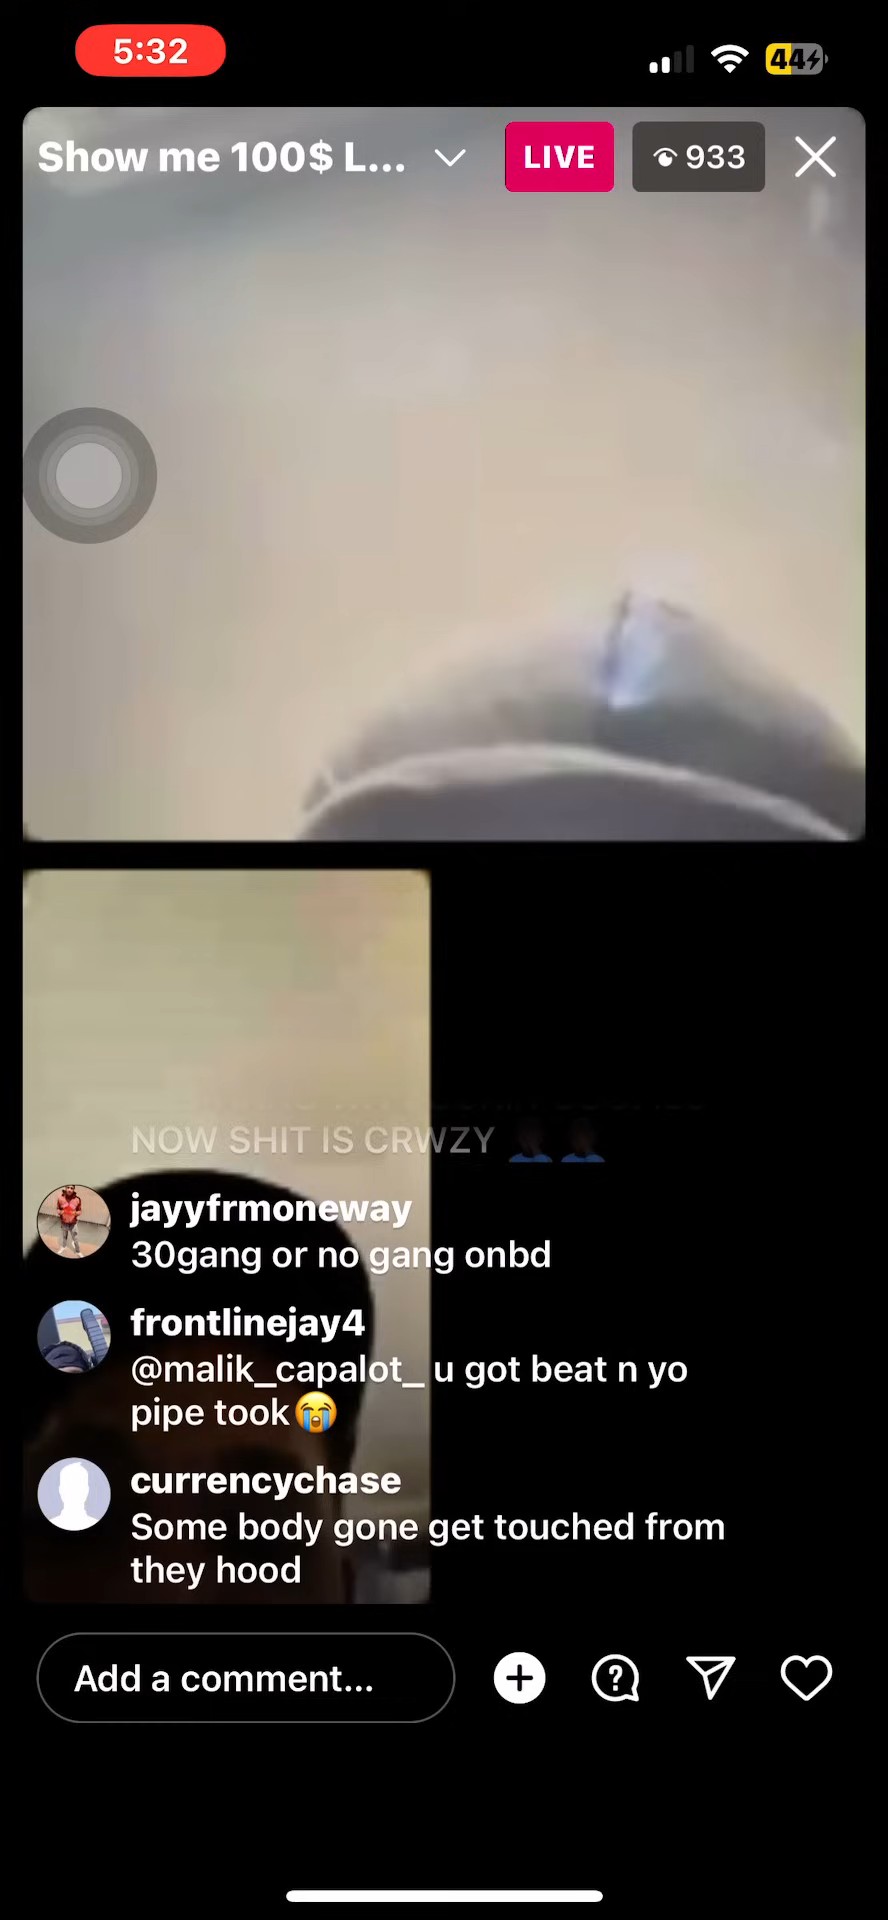 5:32
44
Show me 100$ L...
LIVE
933
NOW SHIT IS CRWZY
jayyfrmoneway
30gang or no gang onbd
frontlinejay4
@malik_capalot_ u got beat n yo
pipe took😭
currencychase
Some body gone get touched from
they hood
Add a comment...